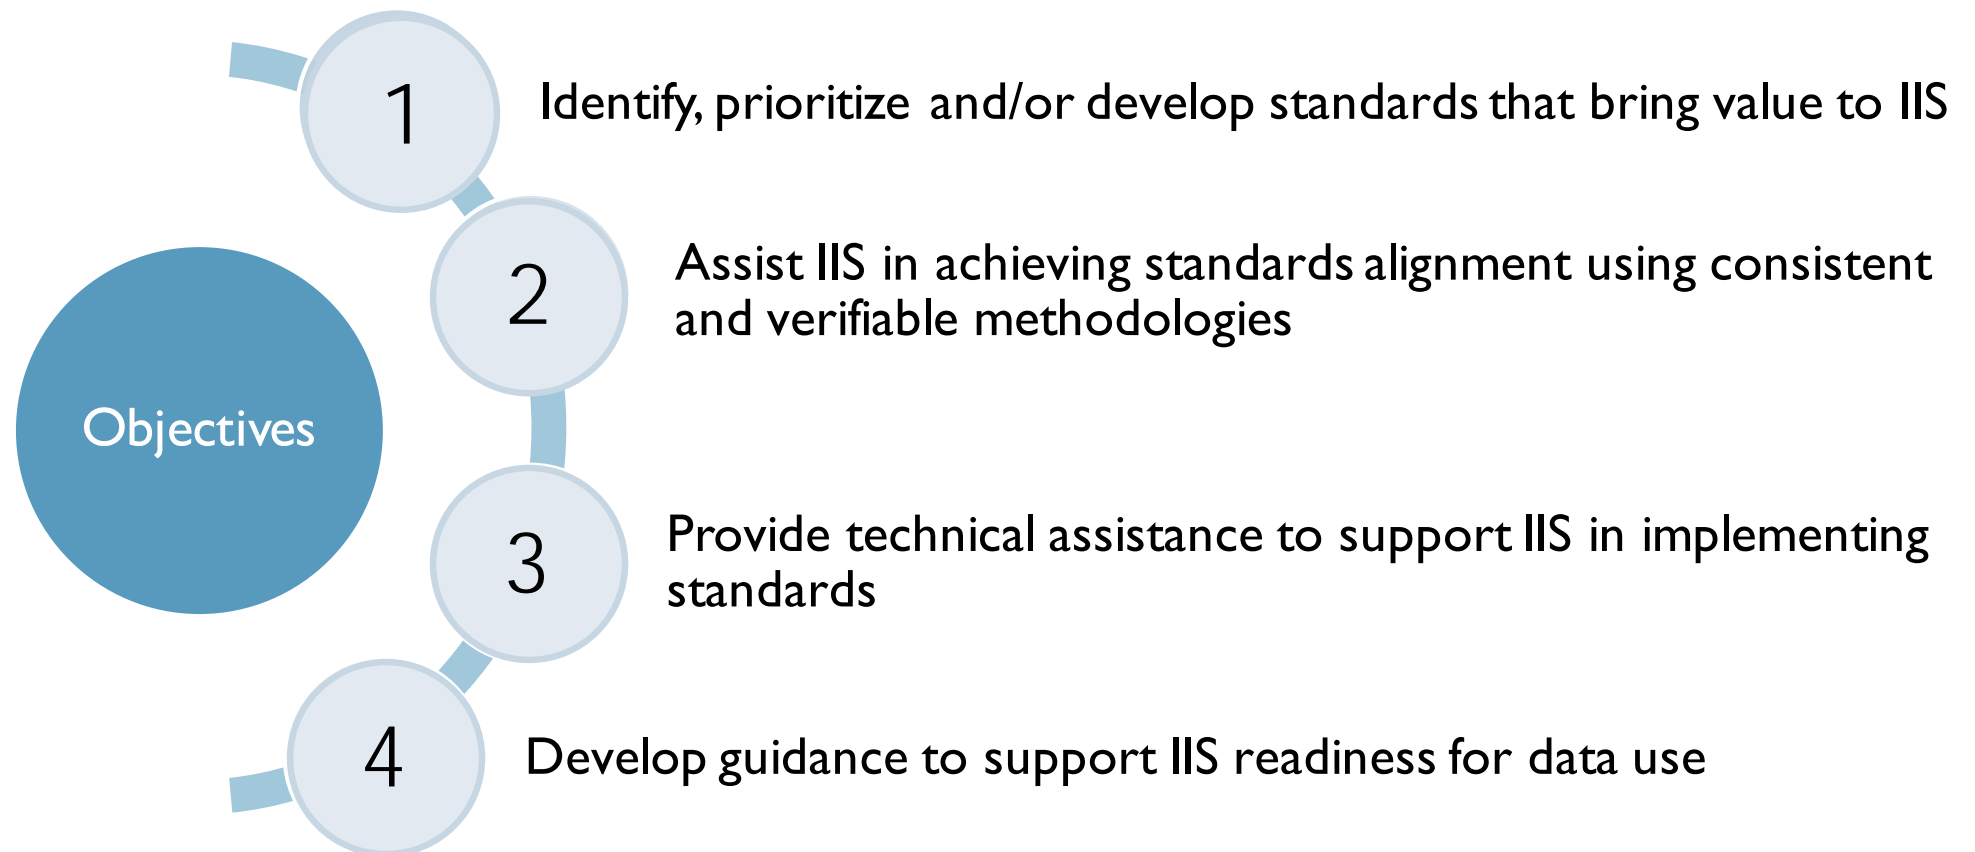 1
Identify, prioritize and/or develop standards that bring value to IIS
2
Assist IIS in achieving standards alignment using consistent
and verifiable methodologies
Objectives
3
Provide technical assistance to support IIS in implementing
standards
4
Develop guidance to support IIS readiness for data use